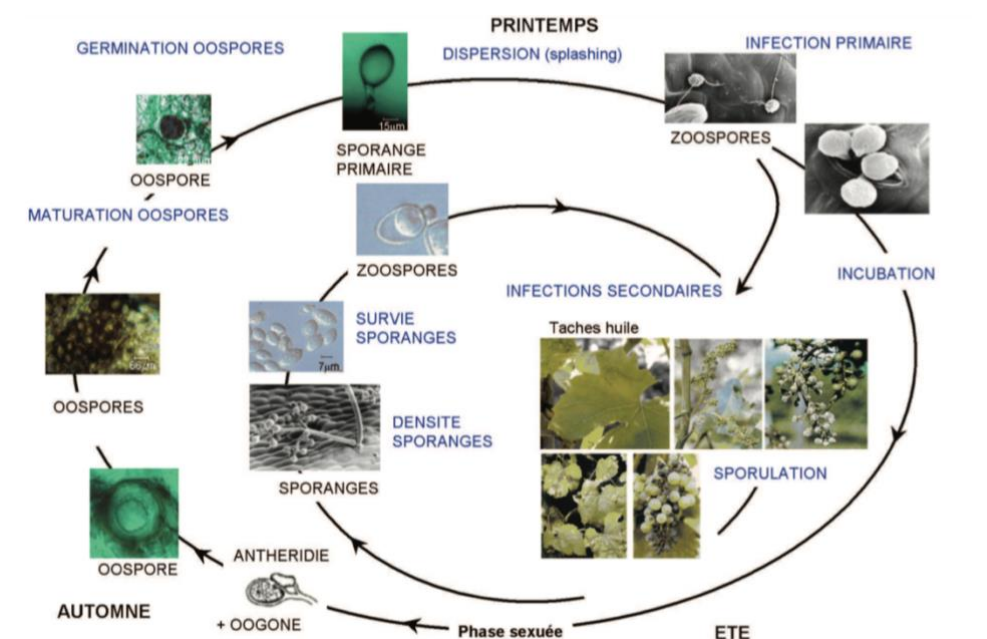 PRINTEMPS
GERMINATION OOSPORES
DISPERSION (splashing)
INFECTION PRIMAIRE
15µm
ZOOSPORES
SPORANGE
PRIMAIRE
OOSPORE
MATURATION OOSPORES
ZOOSPORES
INCUBATION
INFECTIONS SECONDAIRES
SURVIE
SPORANGES
7µm
Taches huile
OOSPORES
DENSITE
SPORANGES
SPORULATION
SPORANGES
ANTHERIDIE
OOSPORE
AUTOMNE
+ OOGONE
Phase sexuée
ETE